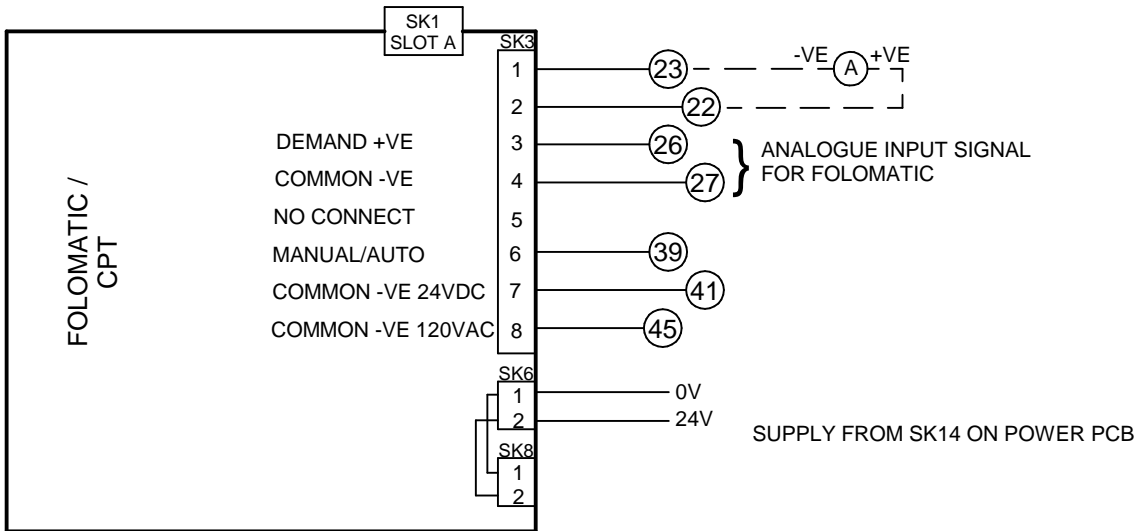 SK1
SLOT A
SK3
1 23 -VE A +VE
2 22
DEMAND +VE 3 26
ANALOGUE INPUT SIGNAL
FOR FOLOMATIC
COMMON -VE 4 27
NO CONNECT 5
MANUAL/AUTO 6 39
COMMON -VE 24VDC 7 41
COMMON -VE 120VAC 8 45
FOLOMATIC /
CPT
SK6
1 0V
2 24V
SUPPLY FROM SK14 ON POWER PCB
SK8
1
2